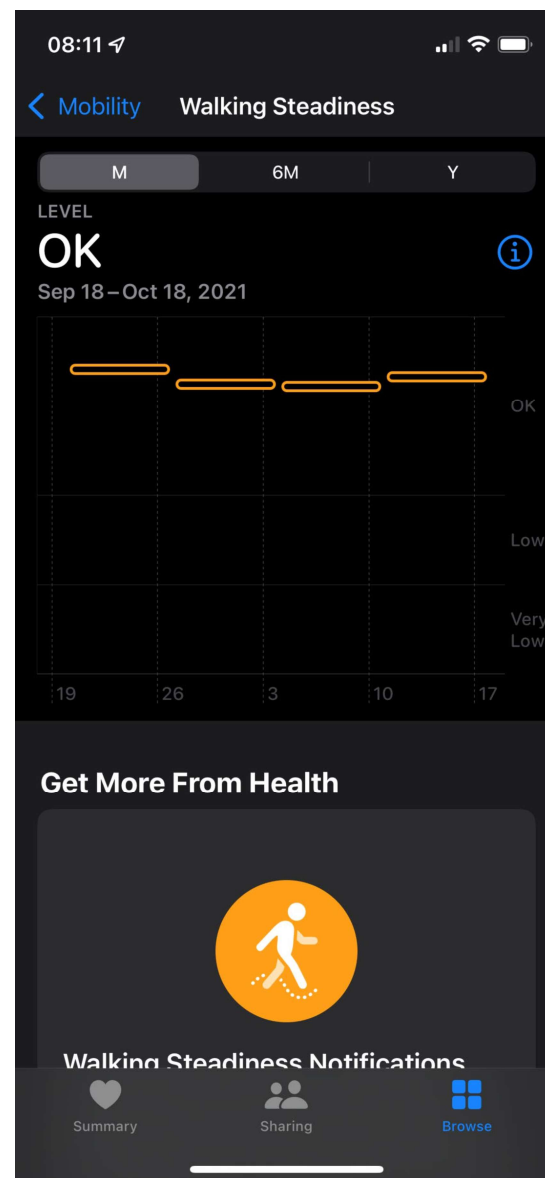 08:11
Mobility Walking Steadiness
M 6M Y
LEVEL
OK
Sep 18–Oct 18, 2021
OK
Low
Very
Low
19 26 3 10 17
Get More From Health
Walking Steadiness Notifications
Summary Sharing Browse